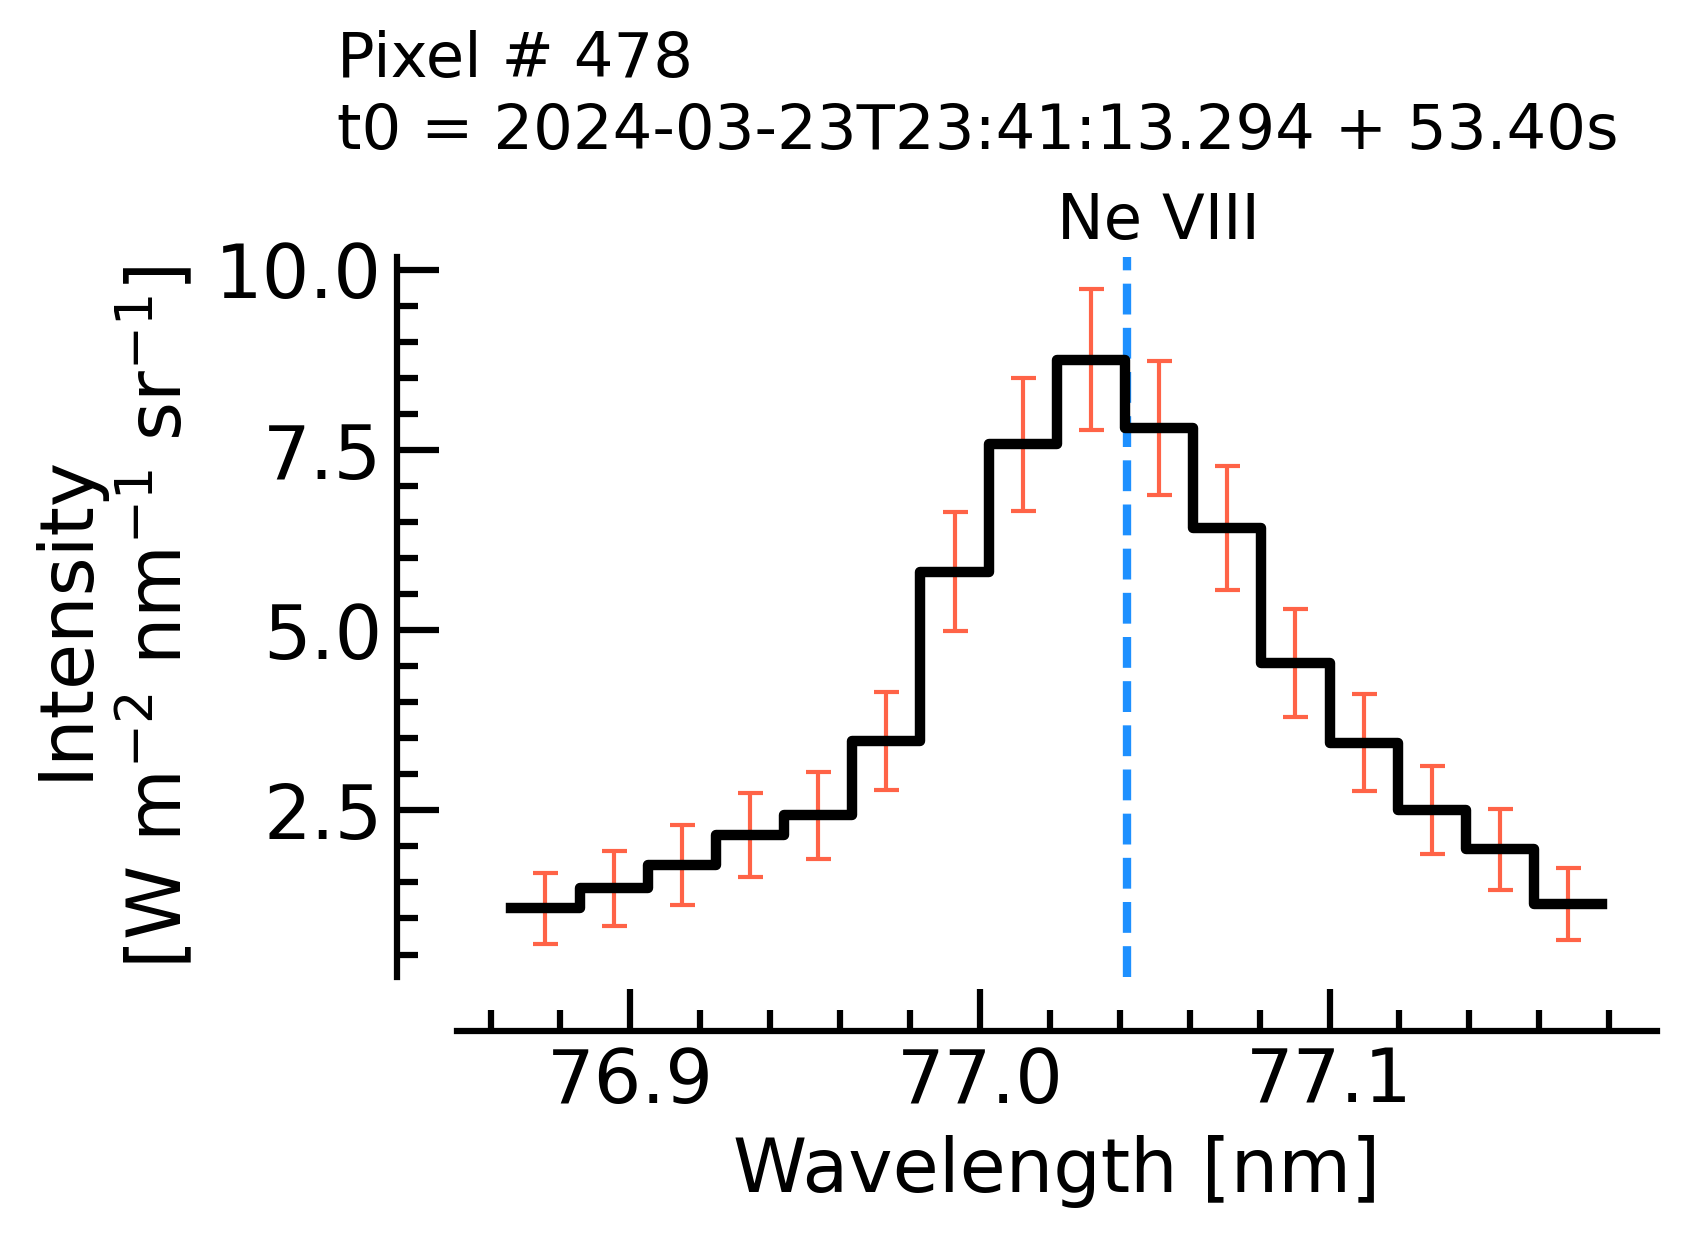 Pixel # 478
t0 = 2024-03-23T23:41:13.294 + 53.40s
Ne VIII
Intensity
[W m⁻² nm⁻¹ sr⁻¹]
10.0
7.5
5.0
2.5
76.9 77.0 77.1
Wavelength [nm]